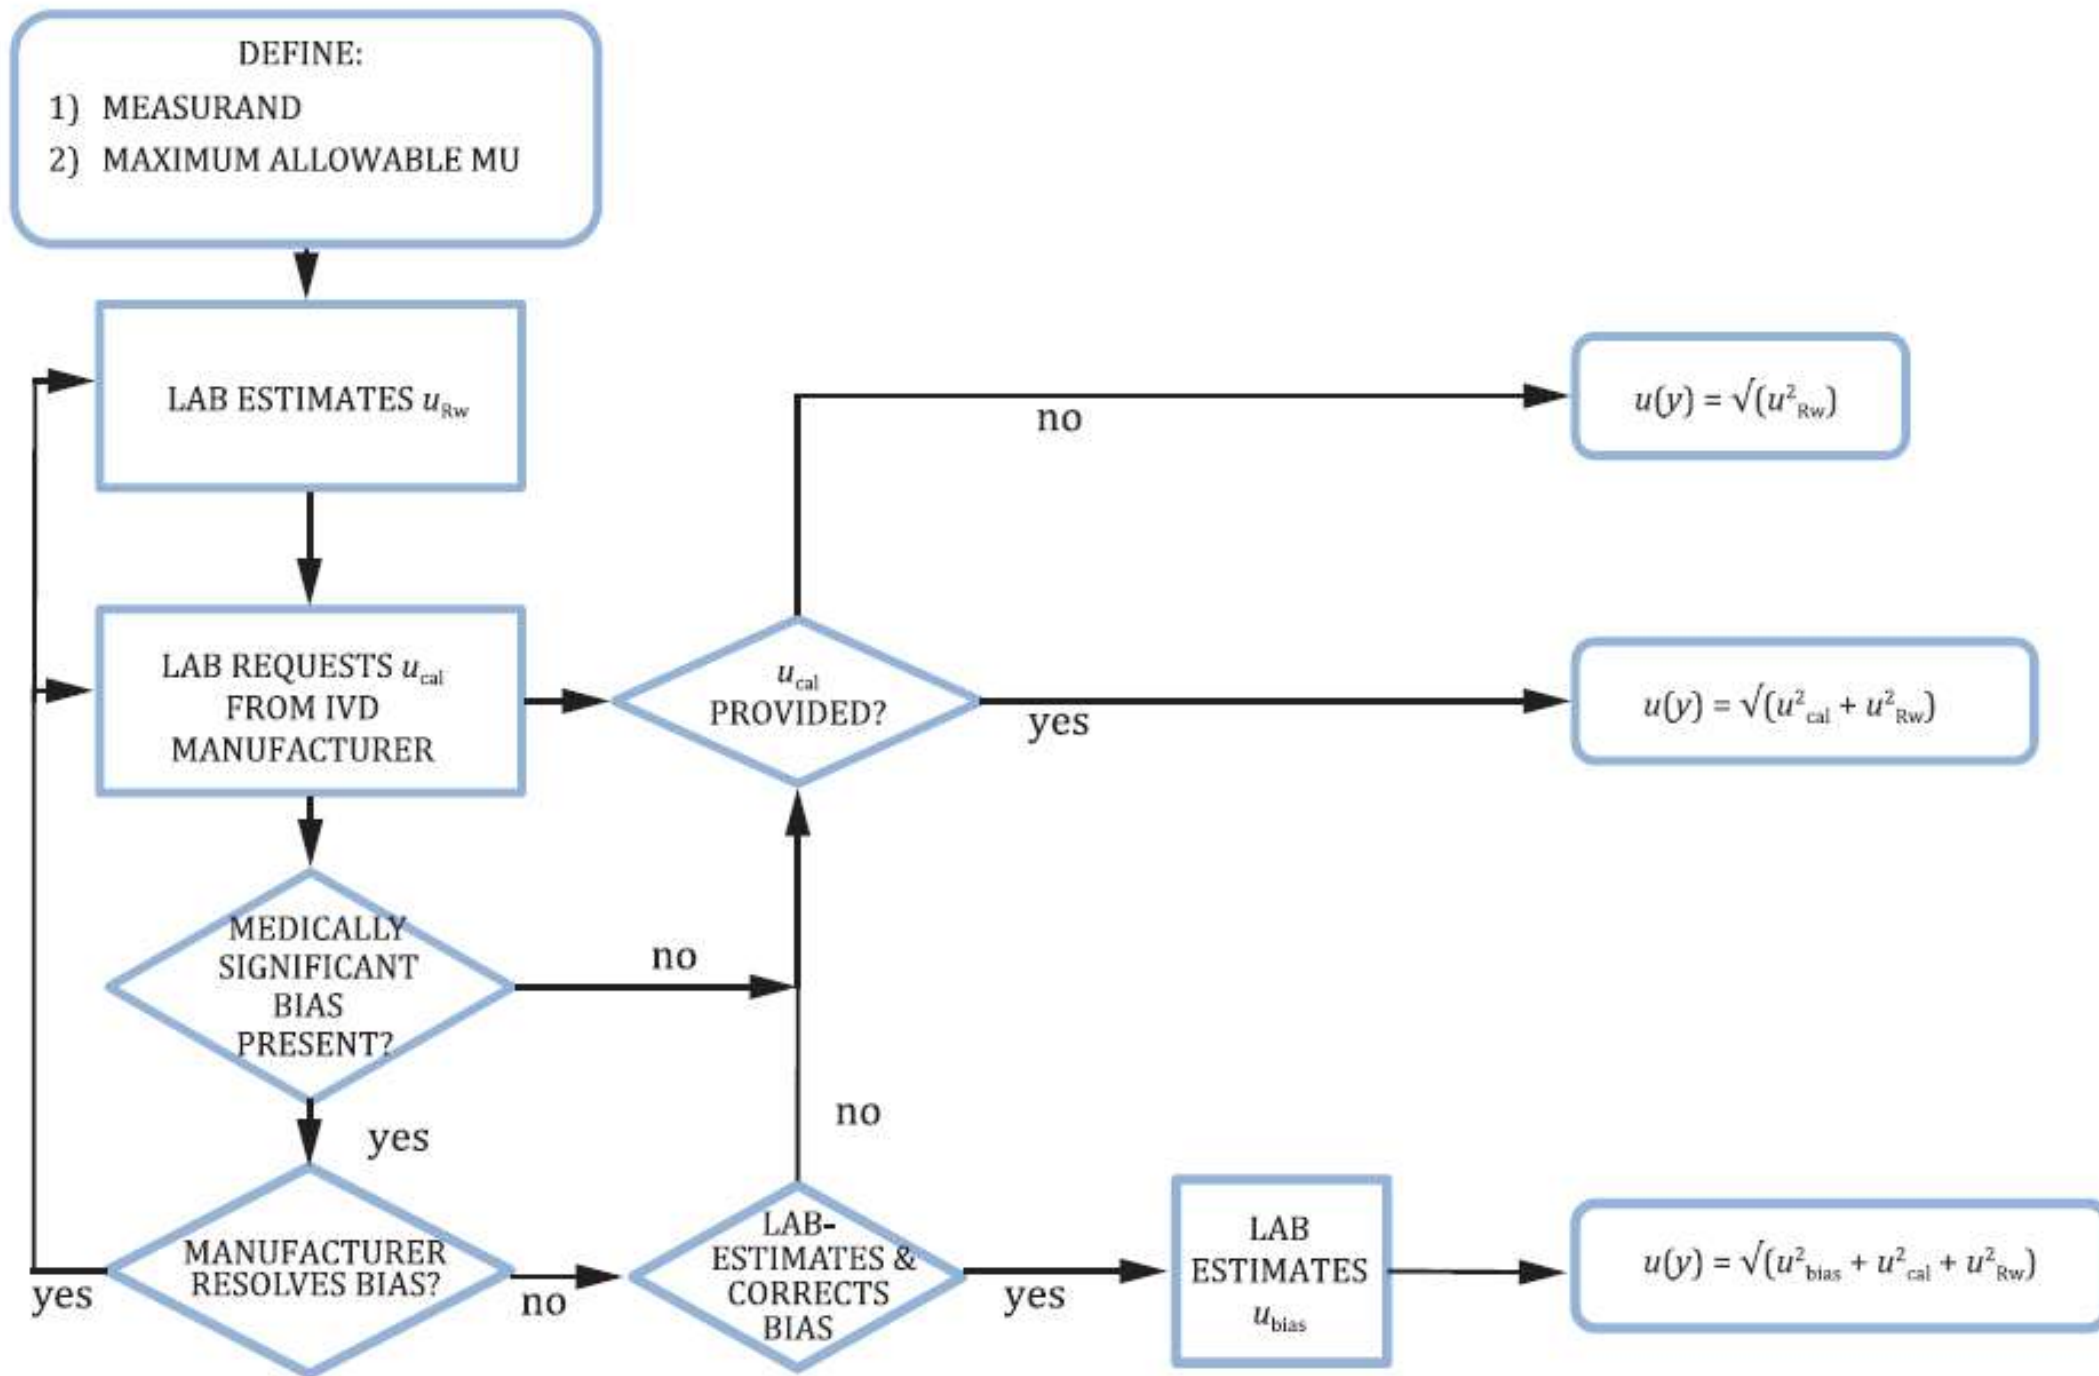 DEFINE:
1) MEASURAND
2) MAXIMUM ALLOWABLE MU
LAB ESTIMATES u_Rw
no
u(y) = √(u²_Rw)
LAB REQUESTS u_cal
FROM IVD
MANUFACTURER
u_cal
PROVIDED?
yes
u(y) = √(u²_cal + u²_Rw)
MEDICALLY
SIGNIFICANT
BIAS
PRESENT?
no
yes
no
MANUFACTURER
RESOLVES BIAS?
yes
no
LAB-
ESTIMATES &
CORRECTS
BIAS
yes
LAB
ESTIMATES
u_bias
u(y) = √(u²_bias + u²_cal + u²_Rw)